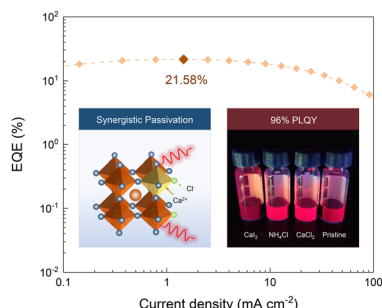 10²
10¹
10⁰
10⁻¹
10⁻²
EQE (%)
21.58%
Synergistic Passivation
Cl⁻
Ca²⁺
96% PLQY
CaI₂ NH₄Cl CaCl₂ Pristine
0.1 1 10 100
Current density (mA cm⁻²)